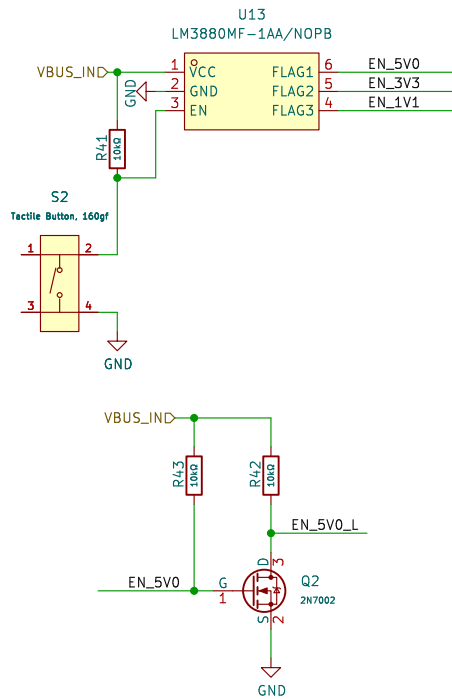 U13
LM3880MF-1AA/NOPB
VBUS_IN 1 VCC FLAG1 6 EN_5V0
GND 2 GND FLAG2 5 EN_3V3
3 EN FLAG3 4 EN_1V1
R41 10kΩ
S2
Tactile Button, 160gf
1 2
3 4
GND
VBUS_IN
R43 10kΩ R42 10kΩ
EN_5V0_L
D 3
EN_5V0 G 1 Q2
2N7002
S 2
GND